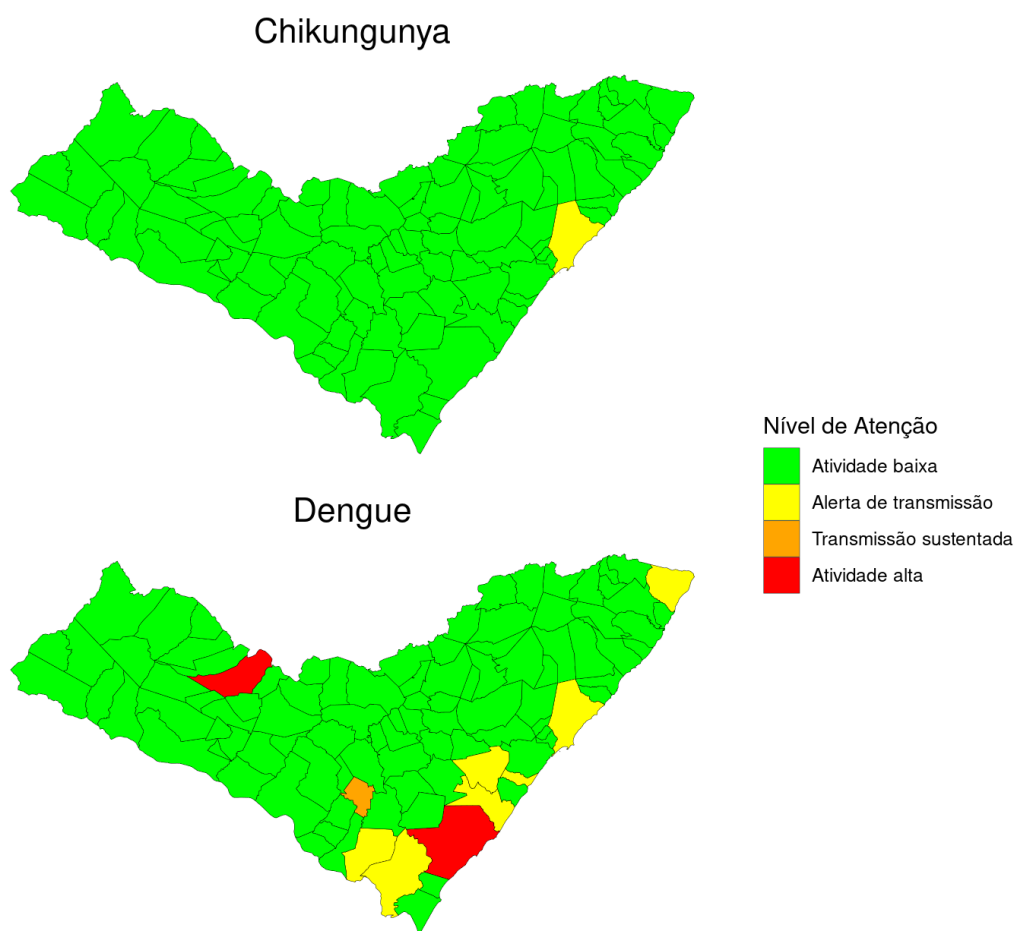 Chikungunya
Nível de Atenção
Atividade baixa
Alerta de transmissão
Transmissão sustentada
Atividade alta
Dengue